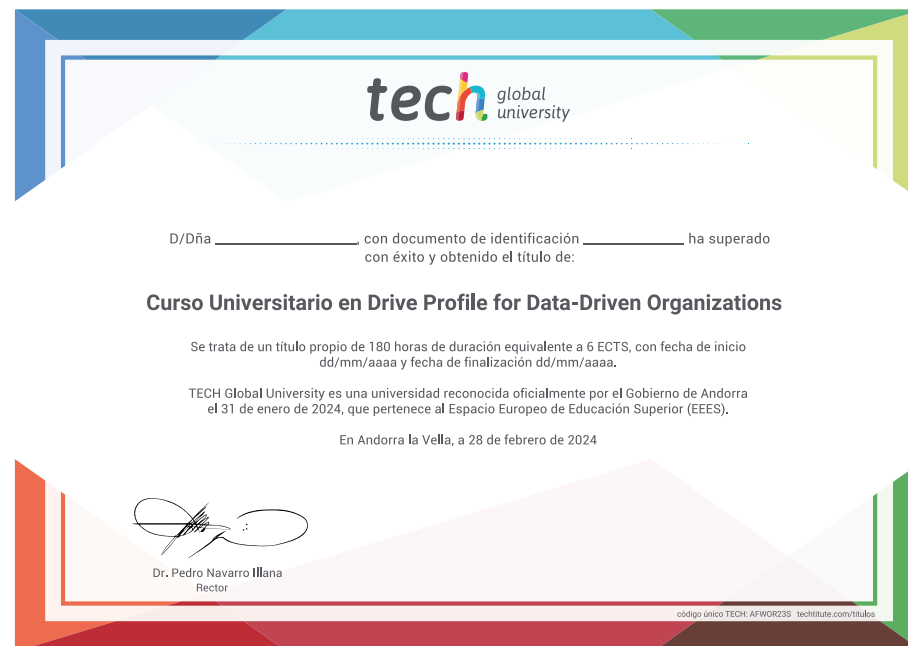 tech global university
D/Dña ____________________, con documento de identificación ______________ ha superado
con éxito y obtenido el título de:
Curso Universitario en Drive Profile for Data-Driven Organizations
Se trata de un título propio de 180 horas de duración equivalente a 6 ECTS, con fecha de inicio
dd/mm/aaaa y fecha de finalización dd/mm/aaaa.
TECH Global University es una universidad reconocida oficialmente por el Gobierno de Andorra
el 31 de enero de 2024, que pertenece al Espacio Europeo de Educación Superior (EEES).
En Andorra la Vella, a 28 de febrero de 2024
Dr. Pedro Navarro Illana
Rector
código único TECH: AFWOR23S techtitute.com/titulos